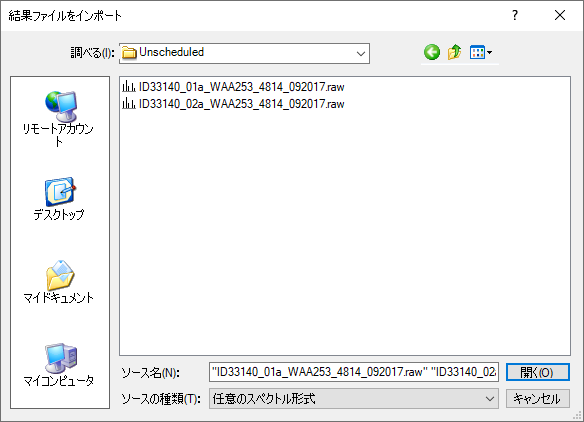 結果ファイルをインポート
調べる(I):
Unscheduled
ID33140_01a_WAA253_4814_092017.raw
ID33140_02a_WAA253_4814_092017.raw
リモートアカウン
ト
デスクトップ
マイドキュメント
マイコンピュータ
ソース名(N):
"ID33140_01a_WAA253_4814_092017.raw" "ID33140_02a
開く(O)
ソースの種類(T):
任意のスペクトル形式
キャンセル